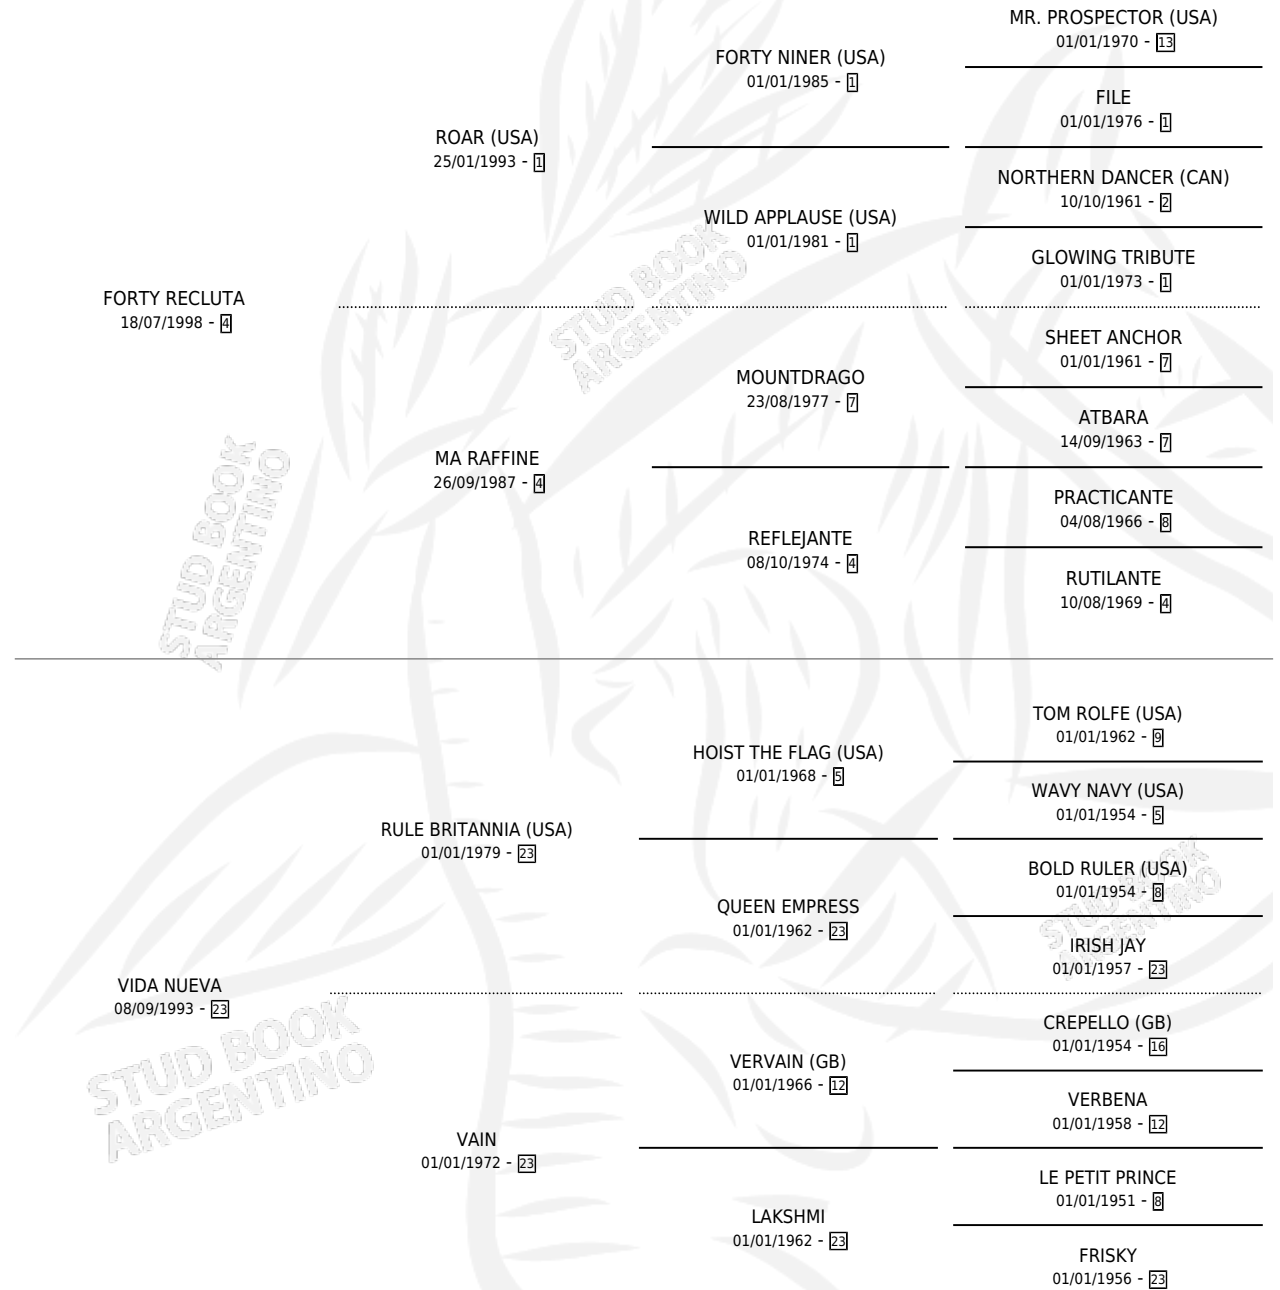 MR. PROSPECTOR (USA)
01/01/1970 - 13
FORTY NINER (USA)
01/01/1985 - 1
FILE
01/01/1976 - 1
ROAR (USA)
25/01/1993 - 1
NORTHERN DANCER (CAN)
10/10/1961 - 2
WILD APPLAUSE (USA)
01/01/1981 - 1
GLOWING TRIBUTE
01/01/1973 - 1
FORTY RECLUTA
18/07/1998 - 4
STUD BOOK
ARGENTINO
SHEET ANCHOR
01/01/1961 - 7
MOUNTDRAGO
23/08/1977 - 7
ATBARA
14/09/1963 - 7
MA RAFFINE
26/09/1987 - 4
PRACTICANTE
04/08/1966 - 8
REFLEJANTE
08/10/1974 - 4
RUTILANTE
10/08/1969 - 4
STUD BOOK
ARGENTINO
TOM ROLFE (USA)
01/01/1962 - 9
HOIST THE FLAG (USA)
01/01/1968 - 5
WAVY NAVY (USA)
01/01/1954 - 5
RULE BRITANNIA (USA)
01/01/1979 - 23
BOLD RULER (USA)
01/01/1954 - 8
QUEEN EMPRESS
01/01/1962 - 23
IRISH JAY
01/01/1957 - 23
STUD BOOK
ARGENTINO
VIDA NUEVA
08/09/1993 - 23
CREPELLO (GB)
01/01/1954 - 16
VERVAIN (GB)
01/01/1966 - 12
VERBENA
01/01/1958 - 12
VAIN
01/01/1972 - 23
LE PETIT PRINCE
01/01/1951 - 8
LAKSHMI
01/01/1962 - 23
FRISKY
01/01/1956 - 23
STUD BOOK
ARGENTINO